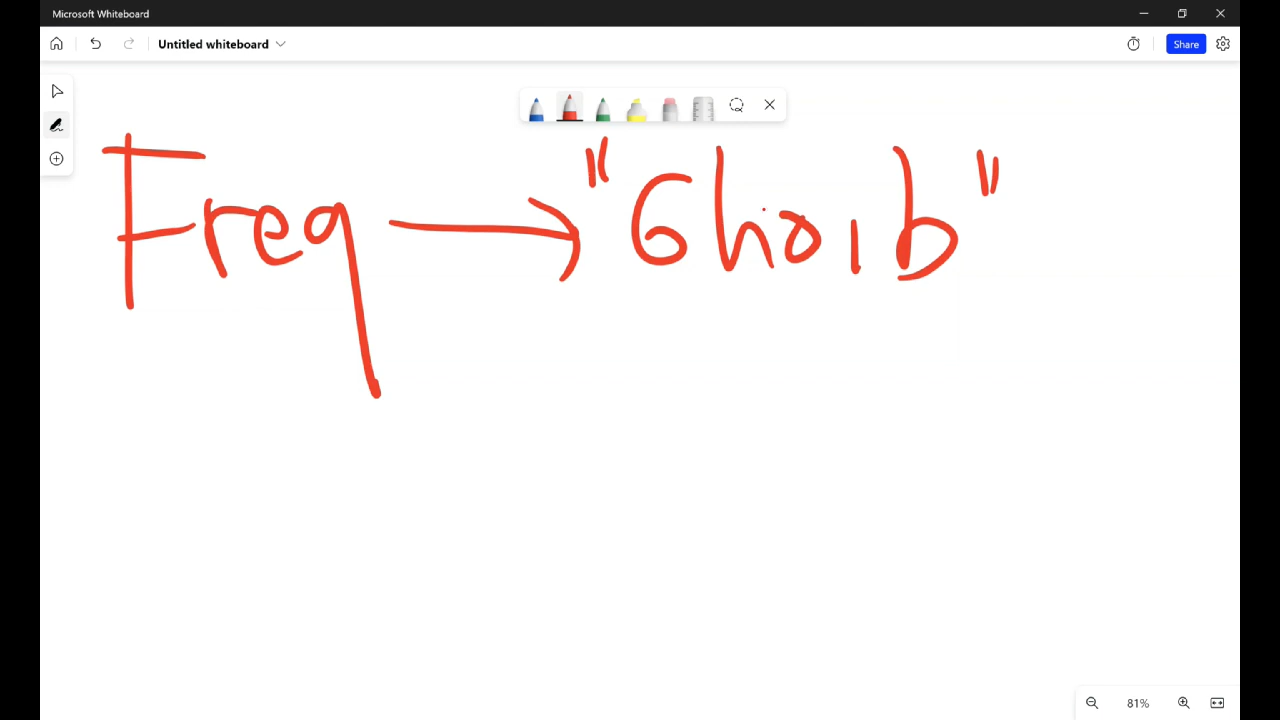 Microsoft Whiteboard
Untitled whiteboard
Share
Freq → "Ghoib"
81%